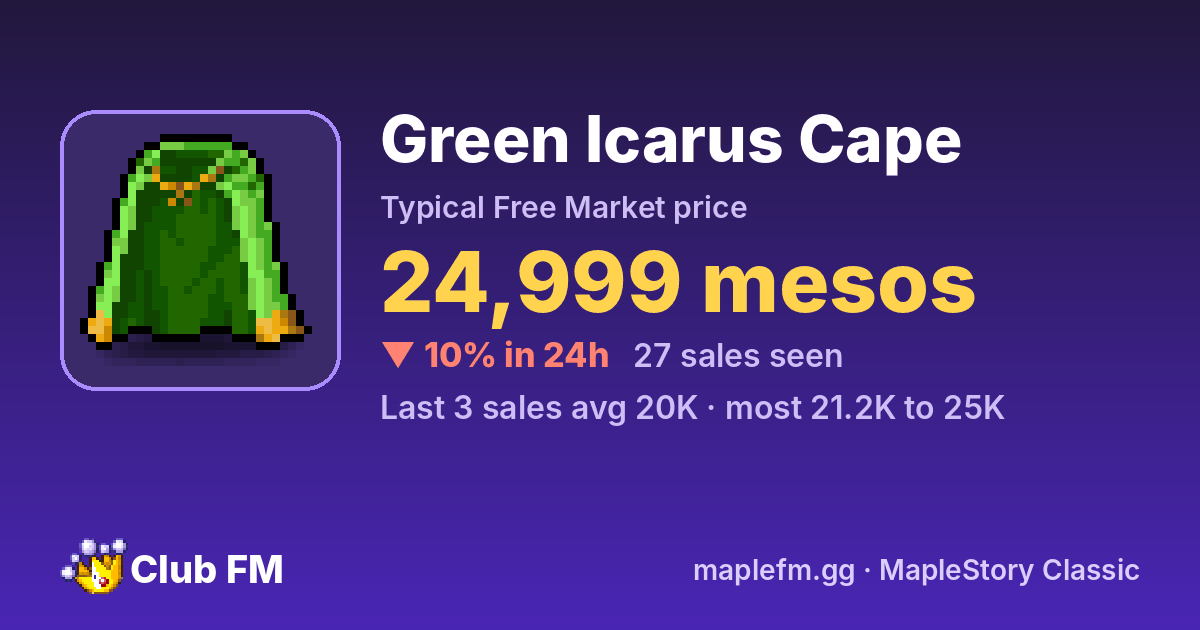 Green Icarus Cape
Typical Free Market price
24,999 mesos
▼ 10% in 24h 27 sales seen
Last 3 sales avg 20K · most 21.2K to 25K
Club FM
maplefm.gg · MapleStory Classic